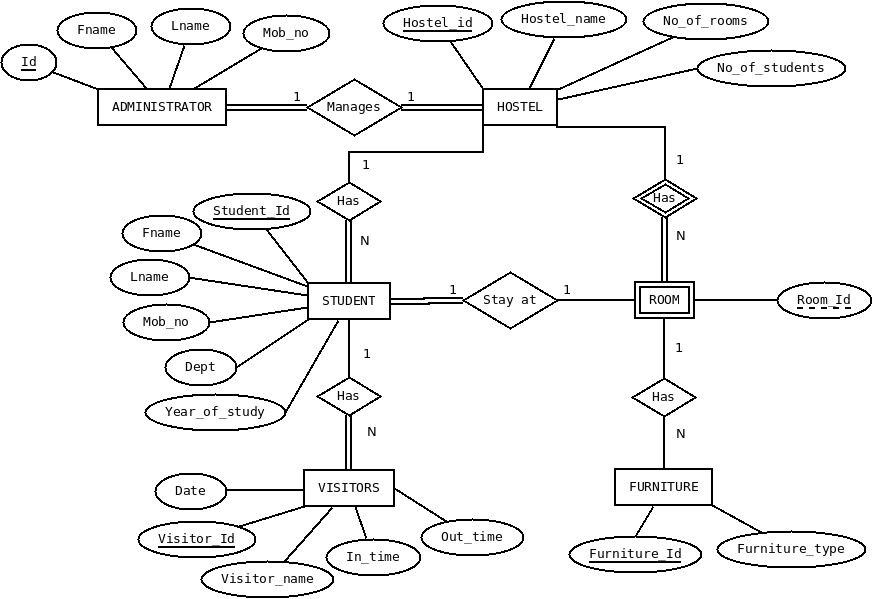 Id
Fname
Lname
Mob_no
Hostel_id
Hostel_name
No_of_rooms
No_of_students
ADMINISTRATOR
1
Manages
1
HOSTEL
1
Has
N
1
Has
N
Student_Id
Fname
Lname
Mob_no
Dept
Year_of_study
STUDENT
1
Stay at
1
ROOM
Room_Id
1
Has
N
1
Has
N
VISITORS
Date
Visitor_Id
Visitor_name
In_time
Out_time
FURNITURE
Furniture_Id
Furniture_type